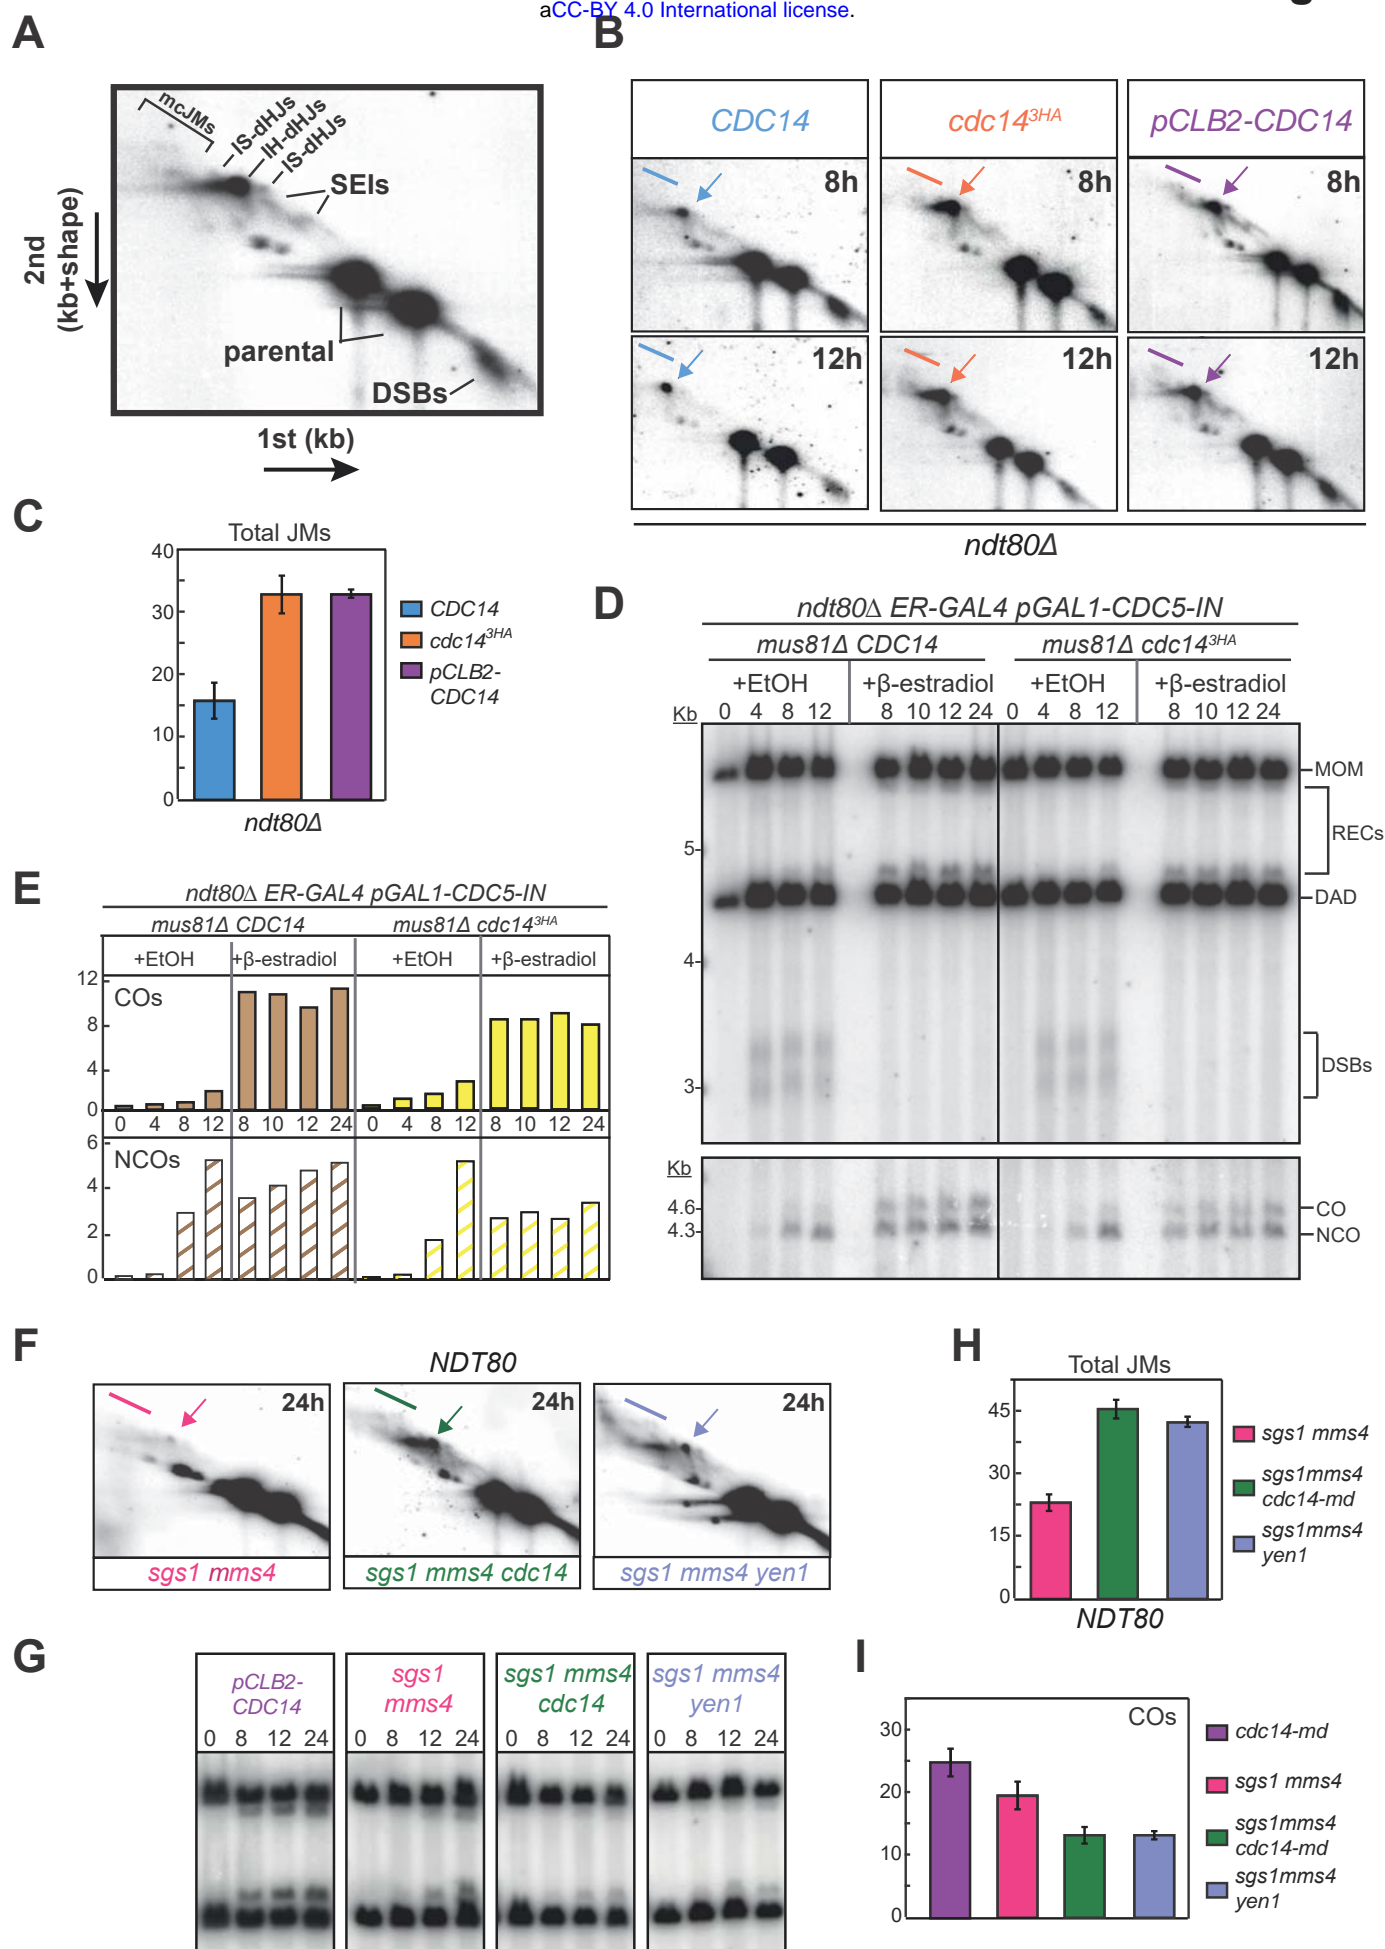 aCC-BY 4.0 International license.
A
mcJMs
IS-dHJs
IH-dHJs
IS-dHJs
SEIs
parental
DSBs
2nd
(kb+shape)
1st (kb)
B
CDC14
cdc14 3HA
pCLB2-CDC14
8h
8h
8h
12h
12h
12h
ndt80Δ
C
Total JMs
40
30
20
10
0
ndt80Δ
CDC14
cdc14 3HA
pCLB2-
CDC14
D
ndt80Δ ER-GAL4 pGAL1-CDC5-IN
mus81Δ CDC14
mus81Δ cdc14 3HA
+EtOH
+β-estradiol
+EtOH
+β-estradiol
Kb 0 4 8 12 8 10 12 24 0 4 8 12 8 10 12 24
MOM
RECs
5
DAD
4
DSBs
3
Kb
4.6
CO
4.3
NCO
E
ndt80Δ ER-GAL4 pGAL1-CDC5-IN
mus81Δ CDC14
mus81Δ cdc14 3HA
+EtOH
+β-estradiol
+EtOH
+β-estradiol
12
COs
8
4
0
0 4 8 12 8 10 12 24 0 4 8 12 8 10 12 24
6
NCOs
4
2
0
F
NDT80
24h
24h
24h
sgs1 mms4
sgs1 mms4 cdc14
sgs1 mms4 yen1
H
Total JMs
45
30
15
0
NDT80
sgs1 mms4
sgs1mms4
cdc14-md
sgs1mms4
yen1
G
pCLB2-
CDC14
sgs1
mms4
sgs1 mms4
cdc14
sgs1 mms4
yen1
0 8 12 24
0 8 12 24
0 8 12 24
0 8 12 24
I
COs
30
20
10
0
cdc14-md
sgs1 mms4
sgs1mms4
cdc14-md
sgs1mms4
yen1